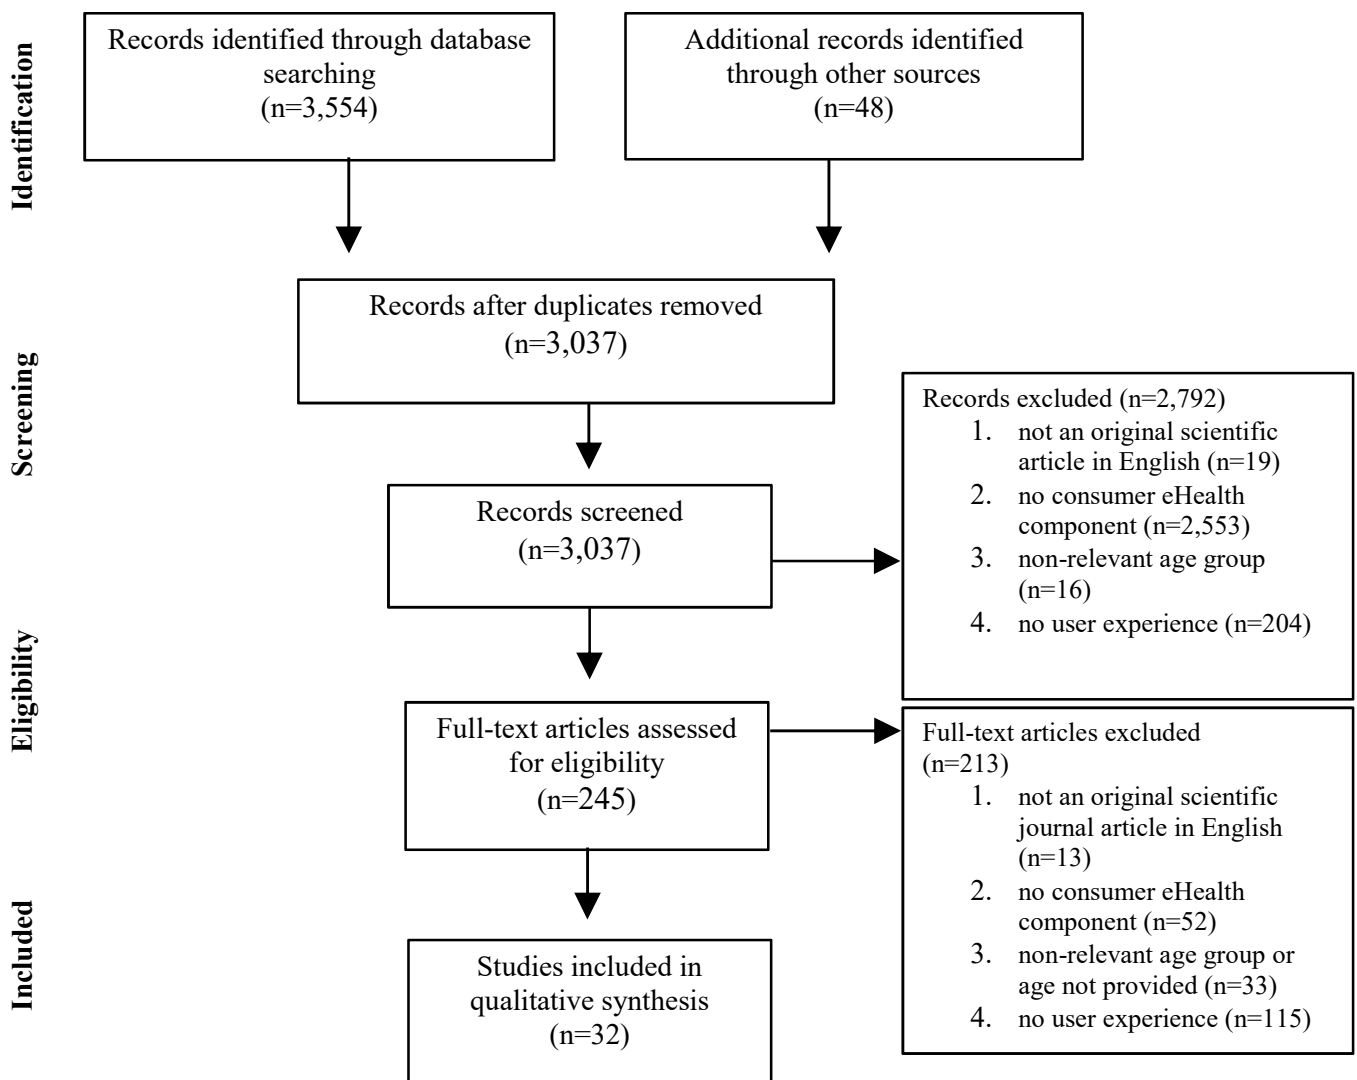 Identification
Records identified through database
searching
(n=3,554)
Additional records identified
through other sources
(n=48)
Screening
Records after duplicates removed
(n=3,037)
Records screened
(n=3,037)
Records excluded (n=2,792)
1. not an original scientific
article in English (n=19)
2. no consumer eHealth
component (n=2,553)
3. non-relevant age group
(n=16)
4. no user experience (n=204)
Eligibility
Full-text articles assessed
for eligibility
(n=245)
Full-text articles excluded
(n=213)
1. not an original scientific
journal article in English
(n=13)
2. no consumer eHealth
component (n=52)
3. non-relevant age group or
age not provided (n=33)
4. no user experience (n=115)
Included
Studies included in
qualitative synthesis
(n=32)